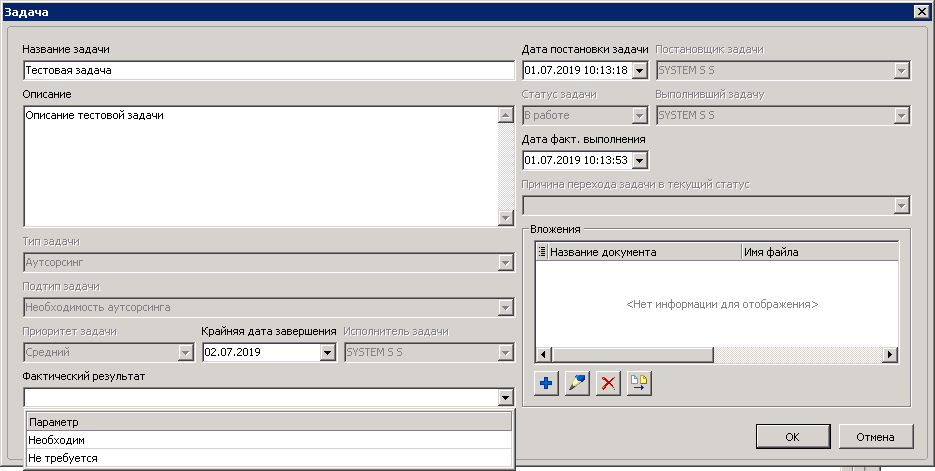 Задача
Название задачи
Тестовая задача
Описание
Описание тестовой задачи
Тип задачи
Аутсорсинг
Подтип задачи
Необходимость аутсорсинга
Приоритет задачи
Средний
Крайняя дата завершения
02.07.2019
Исполнитель задачи
SYSTEM S S
Фактический результат
Параметр
Необходим
Не требуется
Дата постановки задачи
01.07.2019 10:13:18
Постановщик задачи
SYSTEM S S
Статус задачи
В работе
Выполнивший задачу
SYSTEM S S
Дата факт. выполнения
01.07.2019 10:13:53
Причина перехода задачи в текущий статус
Вложения
Название документа
Имя файла
<Нет информации для отображения>
OK
Отмена